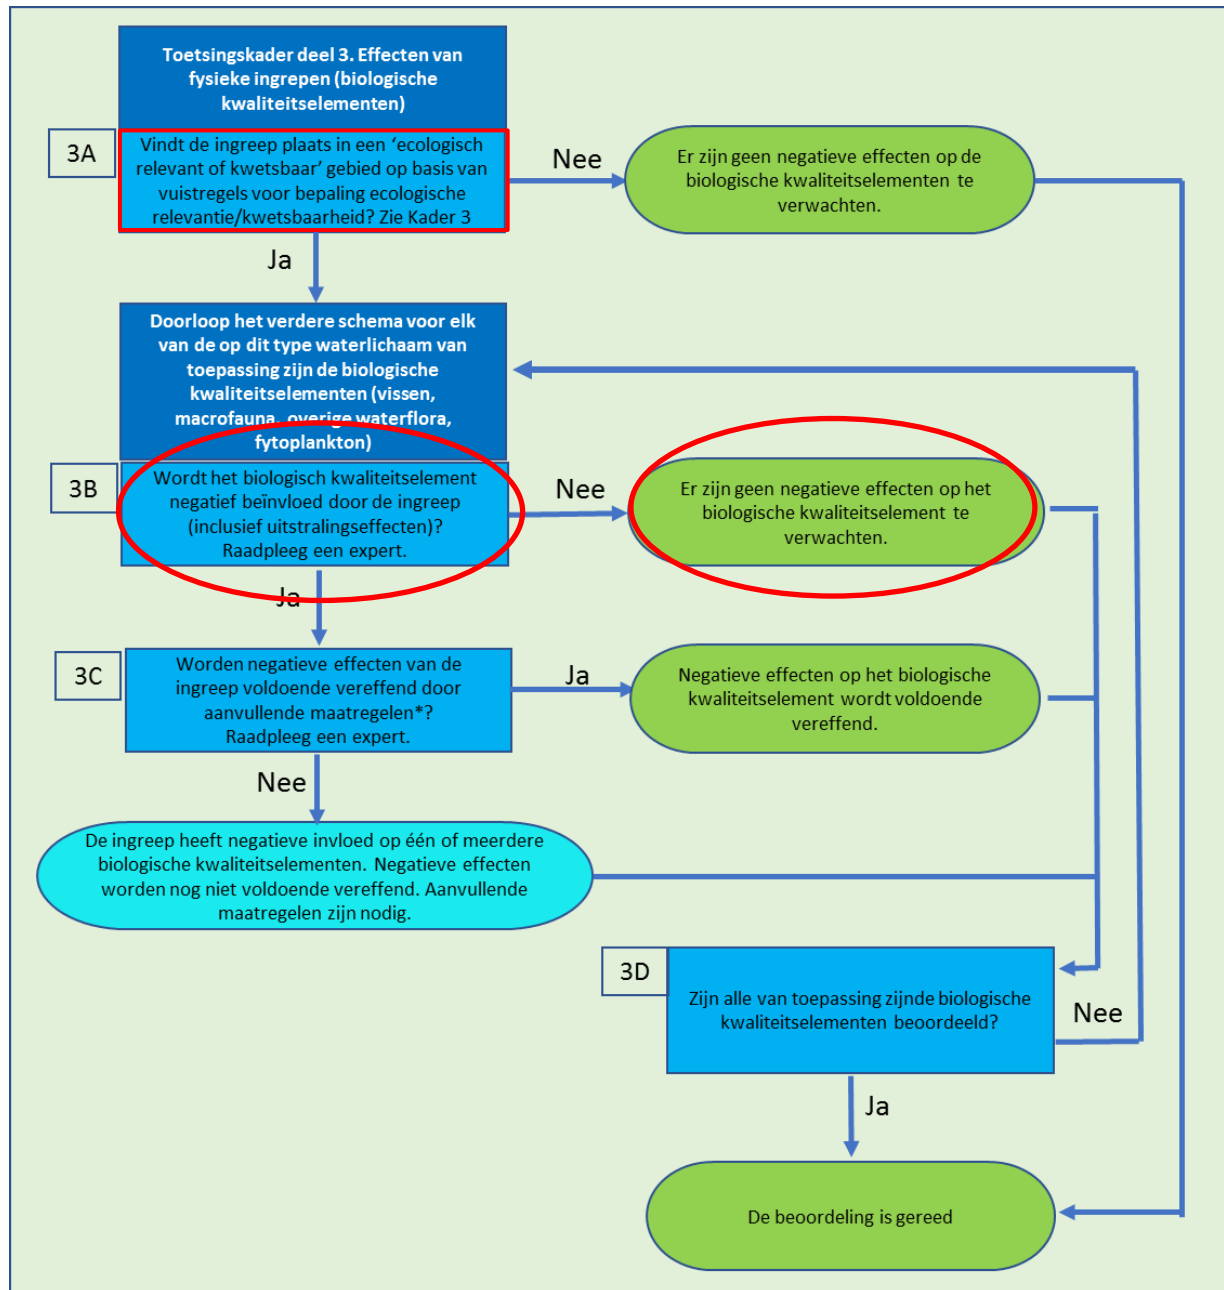 Toetsingskader deel 3. Effecten van
fysieke ingrepen (biologische
kwaliteitselementen)
3A
Vindt de ingreep plaats in een ‘ecologisch
relevant of kwetsbaar’ gebied op basis van
vuistregels voor bepaling ecologische
relevantie/kwetsbaarheid? Zie Kader 3
Nee
Er zijn geen negatieve effecten op de
biologische kwaliteitselementen te
verwachten.
Ja
Doorloop het verdere schema voor elk
van de op dit type waterlichaam van
toepassing zijn de biologische
kwaliteitselementen (vissen,
macrofauna, overige waterflora,
fytoplankton)
3B
Wordt het biologisch kwaliteitselement
negatief beïnvloed door de ingreep
(inclusief uitstralingseffecten)?
Raadpleeg een expert.
Nee
Er zijn geen negatieve effecten op het
biologische kwaliteitselement te
verwachten.
Ja
3C
Worden negatieve effecten van de
ingreep voldoende vereffend door
aanvullende maatregelen*?
Raadpleeg een expert.
Ja
Negatieve effecten op het biologische
kwaliteitselement wordt voldoende
vereffend.
Nee
De ingreep heeft negatieve invloed op één of meerdere
biologische kwaliteitselementen. Negatieve effecten
worden nog niet voldoende vereffend. Aanvullende
maatregelen zijn nodig.
3D
Zijn alle van toepassing zijnde biologische
kwaliteitselementen beoordeeld?
Nee
Ja
De beoordeling is gereed